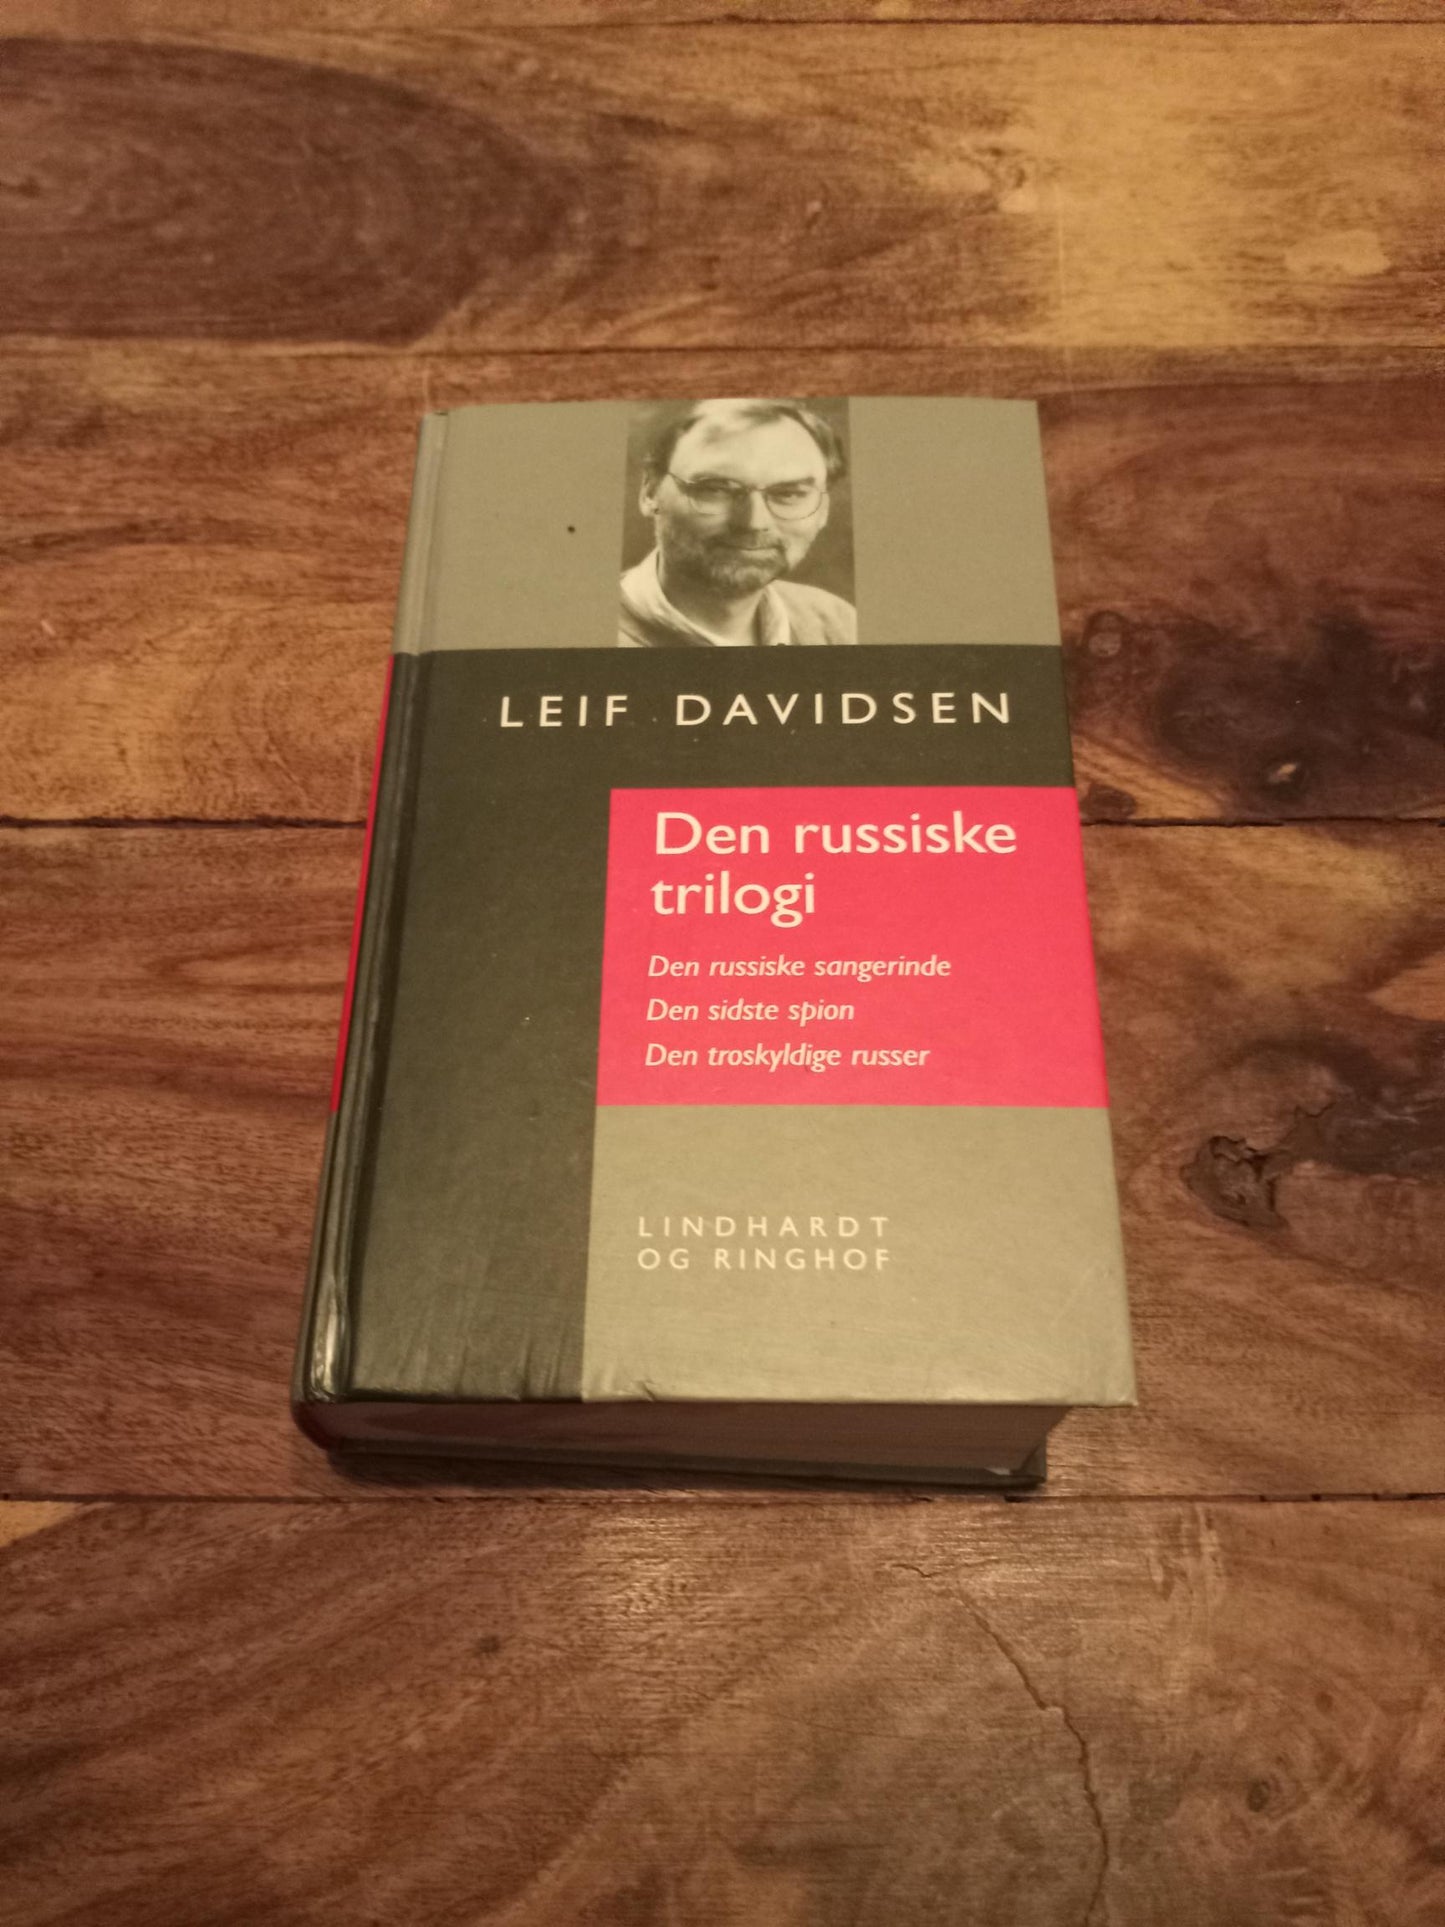 LEIF DAVIDSEN
Den russiske
trilogi
Den russiske sangerinde
Den sidste spion
Den troskyldige russer
LINDHARDT
OG RINGHOF